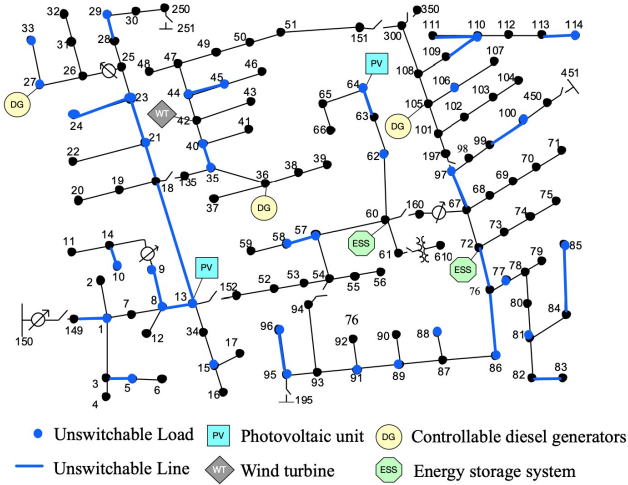 29 250 350
33 32 30 51 111 110 112 113 114
251 151 300
31 28 50
25 49 109 107
47 PV
27 26 48 46 64 108 104 451
DG 45 106
23 44 43 65 105 103 450
WT 63 DG 102 100
24 42 41 66 101
21 40 62 99 71
22 39 197 98 70
35 36 38 97 69
19 18 135 68
20 37 DG 60 160 67 75
74
14 59 58 57 ESS 73
11 61 610 72 85
9 PV ESS 79
2 10 152 53 54 55 56 77 78
8 13 52 76
149 7 94 80
1 34 76 84
150 12 96 92 90 88 81
17
3 15
5 6 95 93 91 89 87 86 82 83
4 16 195
Unswitchable Load PV Photovoltaic unit DG Controllable diesel generators
Unswitchable Line WT Wind turbine ESS Energy storage system